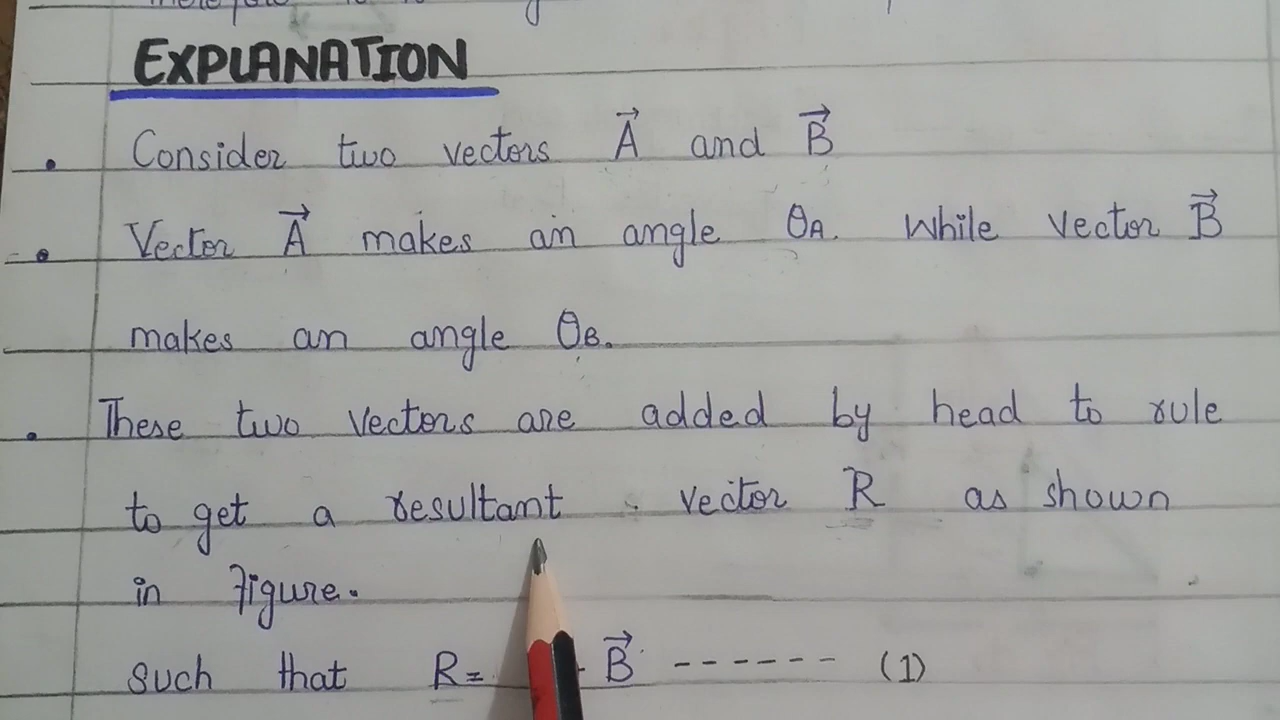 EXPLANATION
• Consider two vectors A⃗ and B⃗
• Vector A⃗ makes an angle θA. While vector B⃗
makes an angle θB.
• These two vectors are added by head to rule
to get a resultant vector R as shown
in figure.
such that R= B⃗ ------ (1)